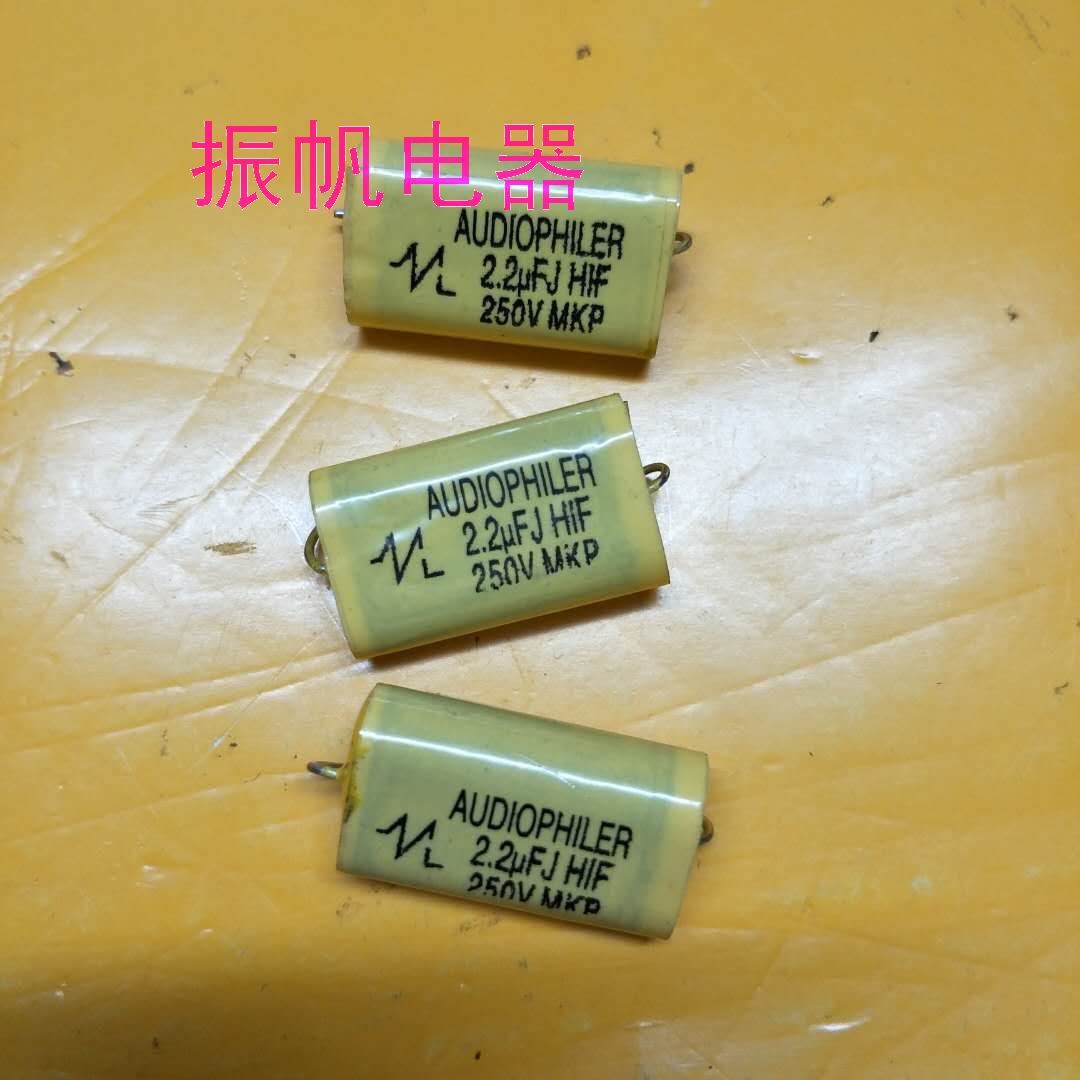 振帆电器
AUDIOPHILER
2.2µFJ HIF
250V MKP
AUDIOPHILER
L 2.2µFJ HIF
250V MKP
AUDIOPHILER
L 2.2µFJ HIF
250V MKP